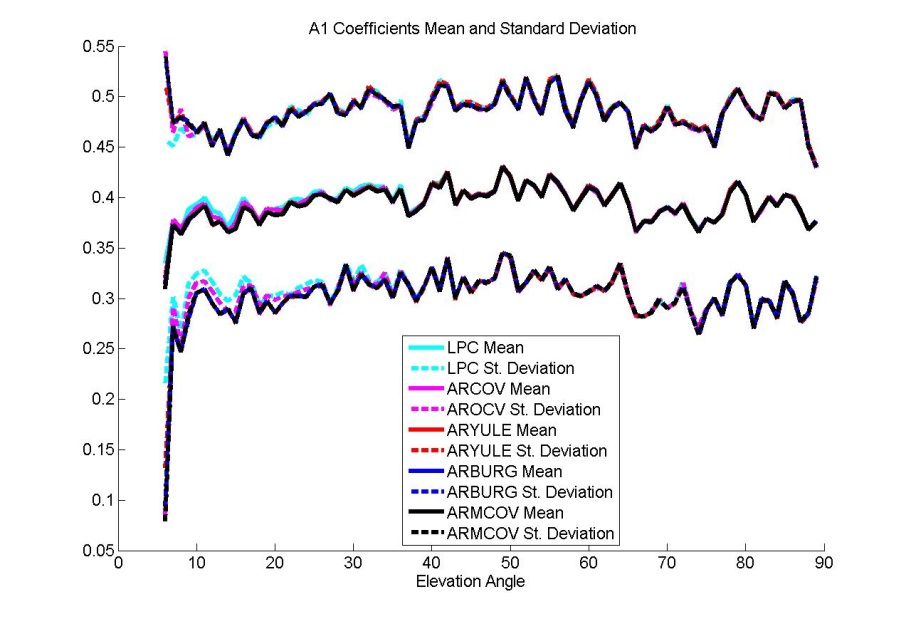 A1 Coefficients Mean and Standard Deviation
0.55
0.5
0.45
0.4
0.35
0.3
0.25
0.2
0.15
0.1
0.05
LPC Mean
LPC St. Deviation
ARCOV Mean
AROCV St. Deviation
ARYULE Mean
ARYULE St. Deviation
ARBURG Mean
ARBURG St. Deviation
ARMCOV Mean
ARMCOV St. Deviation
0 10 20 30 40 50 60 70 80 90
Elevation Angle